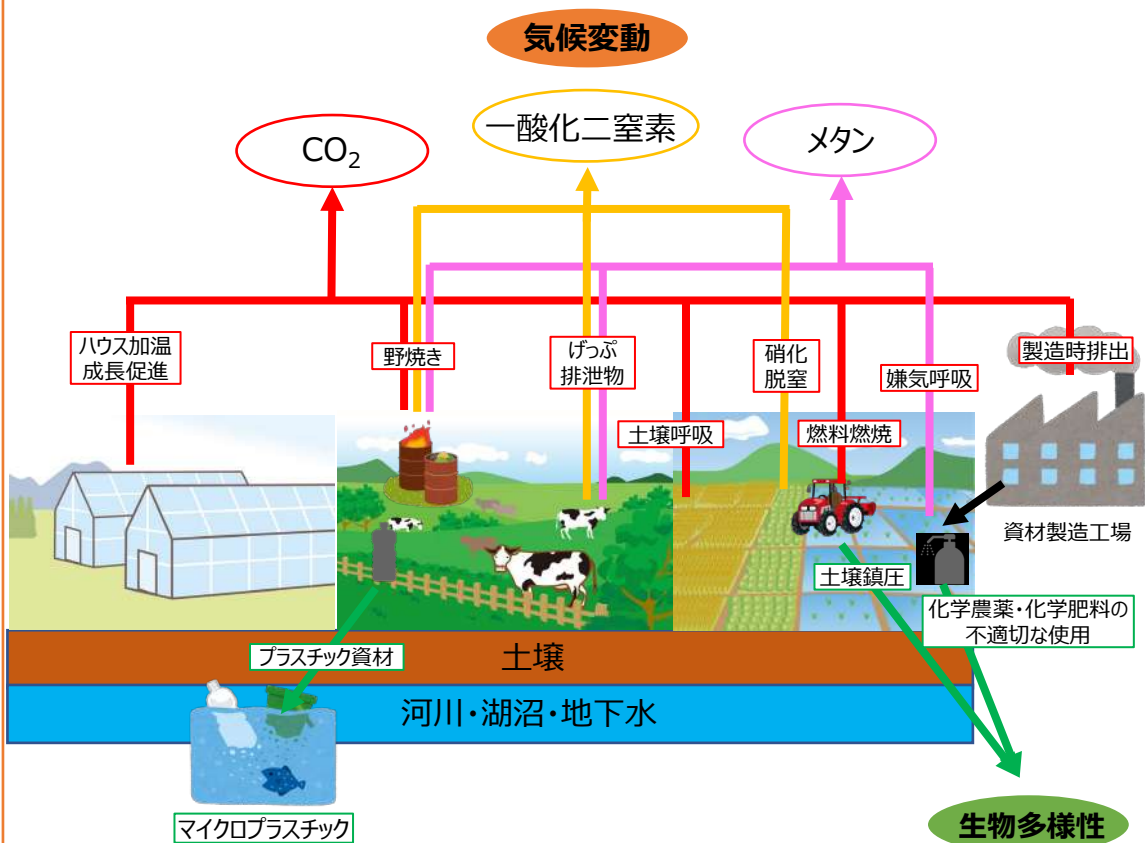 気候変動
CO₂
一酸化二窒素
メタン
ハウス加温
成長促進
野焼き
げっぷ
排泄物
硝化
脱窒
嫌気呼吸
製造時排出
土壌呼吸
燃料燃焼
資材製造工場
土壌鎮圧
化学農薬・化学肥料の
不適切な使用
プラスチック資材
土壌
河川・湖沼・地下水
マイクロプラスチック
生物多様性